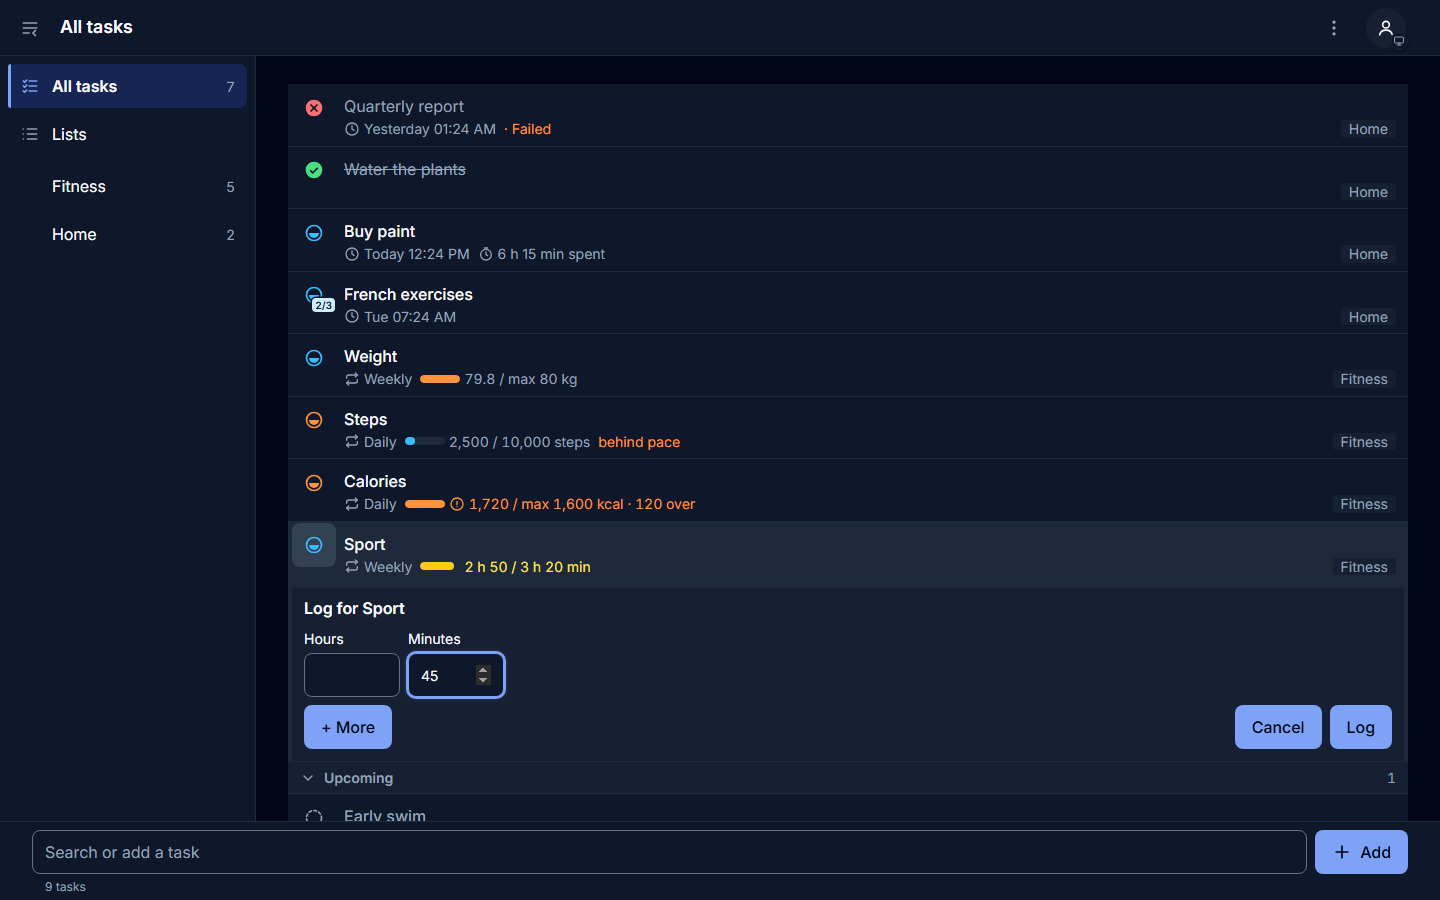 All tasks
All tasks 7
Lists
Fitness 5
Home 2
Quarterly report
Yesterday 01:24 AM · Failed Home
Water the plants
Home
Buy paint
Today 12:24 PM 6 h 15 min spent Home
French exercises
2/3
Tue 07:24 AM Home
Weight
Weekly 79.8 / max 80 kg Fitness
Steps
Daily 2,500 / 10,000 steps behind pace Fitness
Calories
Daily 1,720 / max 1,600 kcal · 120 over Fitness
Sport
Weekly 2 h 50 / 3 h 20 min Fitness
Log for Sport
Hours Minutes
45
+ More Cancel Log
Upcoming 1
Early swim
Search or add a task
+ Add
9 tasks